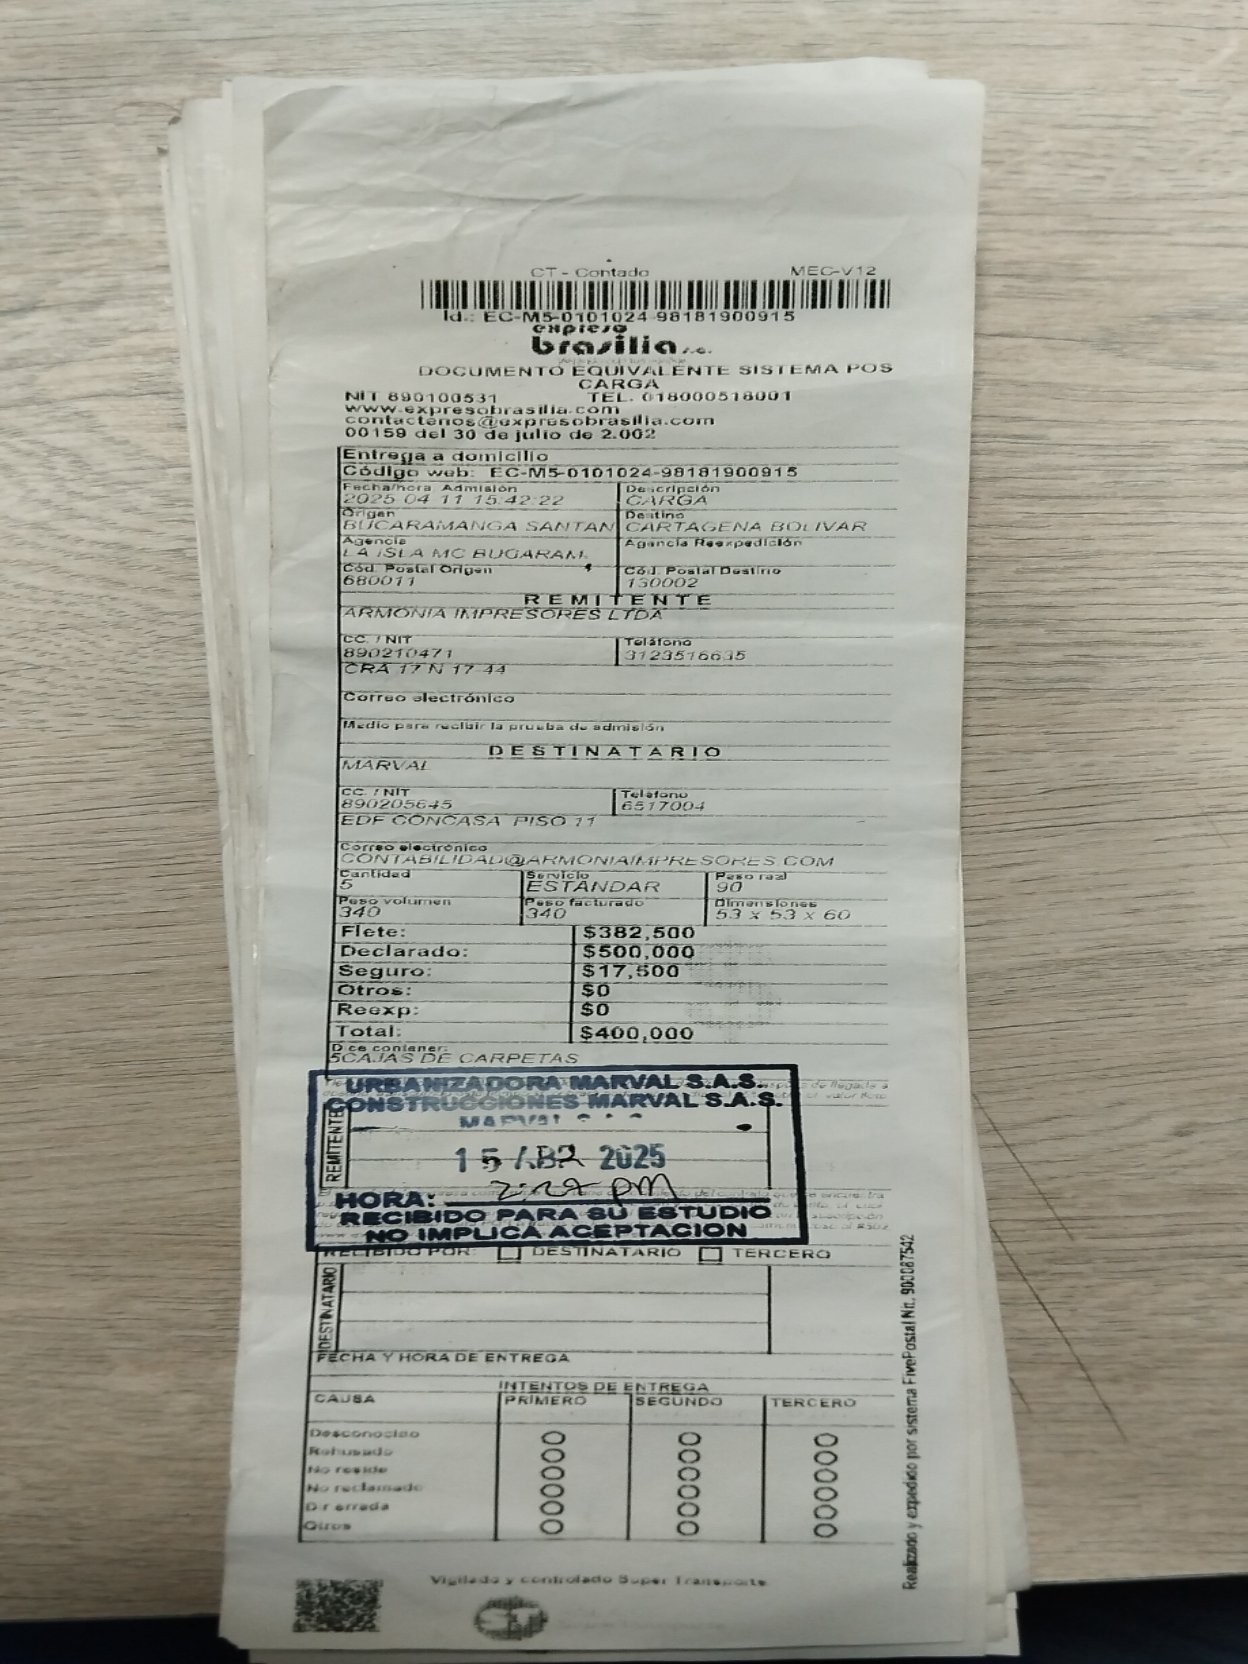 CT - Contado MEC-V12
Id.: EC-M5-0101024-98181900915
expreso
brasilia s.a.
DOCUMENTO EQUIVALENTE SISTEMA POS
CARGA
NIT 890100531 TEL. 018000518001
www.expresobrasilia.com
contactenos@expresobrasilia.com
00159 del 30 de julio de 2.002
Entrega a domicilio
Código web: EC-M5-0101024-98181900915
Fecha/hora Admisión Descripción
2025 04 11 15:42:22 CARGA
Origen Destino
BUCARAMANGA SANTAN CARTAGENA BOLIVAR
Agencia Agencia Reexpedición
LA ISLA MC BUCARAM.
Cód. Postal Origen Cód. Postal Destino
680011 130002
REMITENTE
ARMONIA IMPRESORES LTDA
CC. / NIT Teléfono
890210471 3123516635
CRA 17 N 17 44
Correo electrónico
Medio para recibir la prueba de admisión
DESTINATARIO
MARVAL
CC. / NIT Teléfono
890205645 6517004
EDF CONCASA PISO 11
Correo electrónico
CONTABILIDAD@ARMONIAIMPRESORES.COM
Cantidad Servicio Peso real
5 ESTANDAR 90
Peso volumen Peso facturado Dimensiones
340 340 53 x 53 x 60
Flete: $382,500
Declarado: $500,000
Seguro: $17,500
Otros: $0
Reexp: $0
Total: $400,000
Dice contener:
5CAJAS DE CARPETAS
URBANIZADORA MARVAL S.A.S.
CONSTRUCCIONES MARVAL S.A.S.
MARVAL
REMITENTE
15 ABR 2025
HORA: 2:22 pm
RECIBIDO PARA SU ESTUDIO
NO IMPLICA ACEPTACION
RECIBIDO POR: DESTINATARIO TERCERO
DESTINATARIO
FECHA Y HORA DE ENTREGA
INTENTOS DE ENTREGA
CAUSA PRIMERO SEGUNDO TERCERO
Desconocido
Rehusado
No reside
No reclamado
Dir errada
Otros
Vigilado y controlado Super Transporte
Realizado y expedido por sistema FivePostal Nit. 900087542